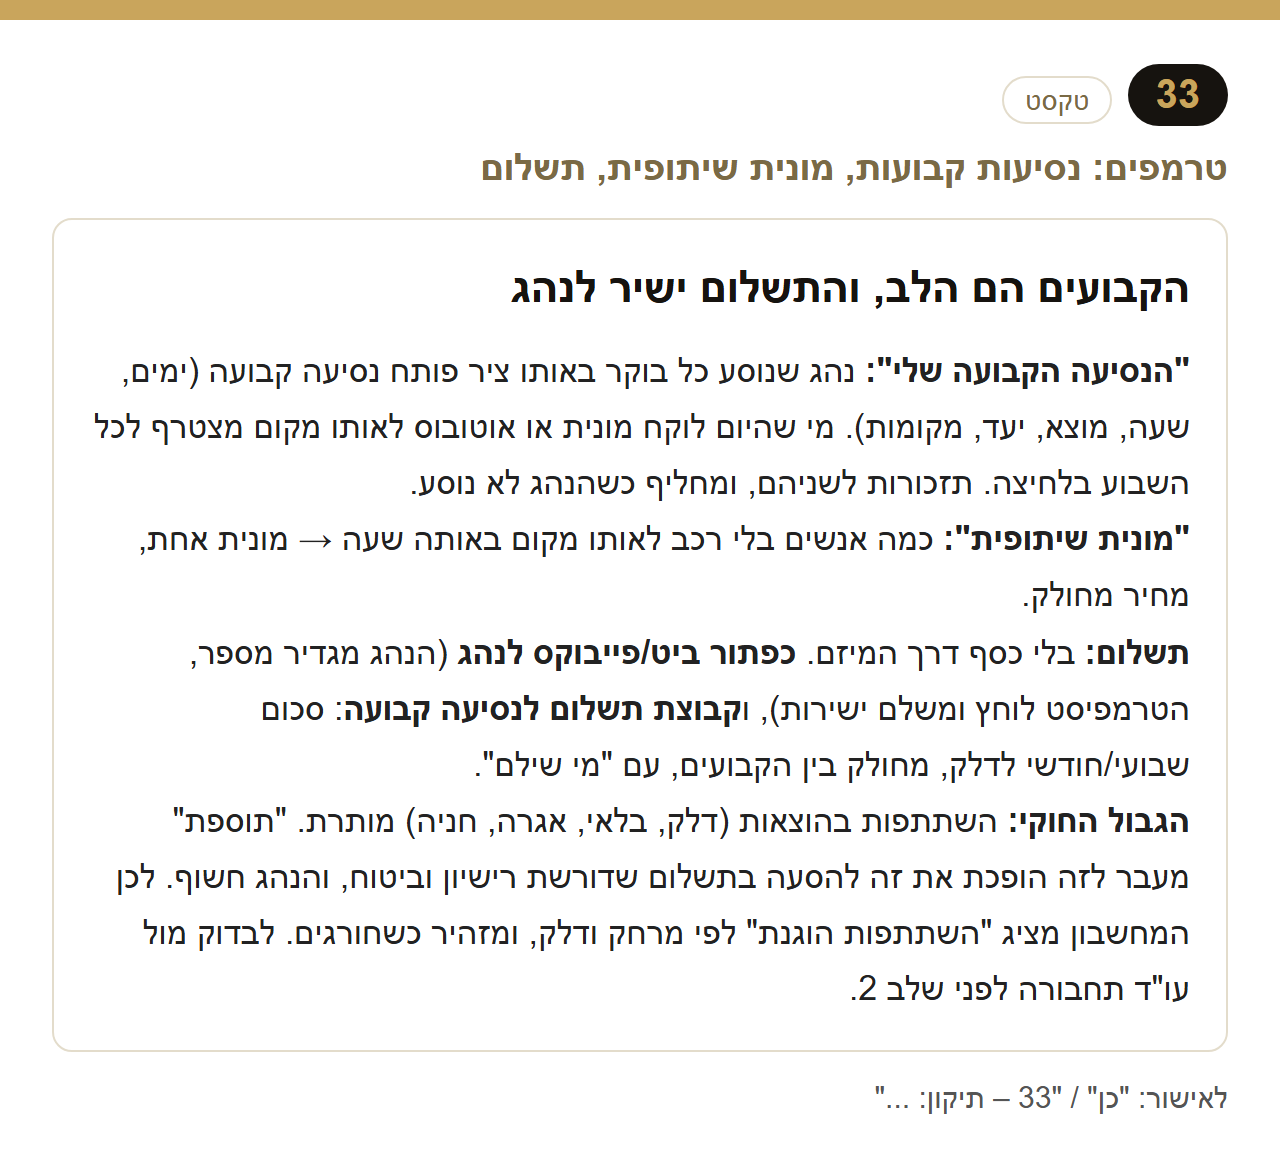 33
טקסט
טרמפים: נסיעות קבועות, מונית שיתופית, תשלום
הקבועים הם הלב, והתשלום ישיר לנהג
"הנסיעה הקבועה שלי": נהג שנוסע כל בוקר באותו ציר פותח נסיעה קבועה (ימים,
שעה, מוצא, יעד, מקומות). מי שהיום לוקח מונית או אוטובוס לאותו מקום מצטרף לכל
השבוע בלחיצה. תזכורות לשניהם, ומחליף כשהנהג לא נוסע.
"מונית שיתופית": כמה אנשים בלי רכב לאותו מקום באותה שעה ← מונית אחת,
מחיר מחולק.
תשלום: בלי כסף דרך המיזם. כפתור ביט/פייבוקס לנהג (הנהג מגדיר מספר,
הטרמפיסט לוחץ ומשלם ישירות), וקבוצת תשלום לנסיעה קבועה: סכום
שבועי/חודשי לדלק, מחולק בין הקבועים, עם "מי שילם".
הגבול החוקי: השתתפות בהוצאות (דלק, בלאי, אגרה, חניה) מותרת. "תוספת"
מעבר לזה הופכת את זה להסעה בתשלום שדורשת רישיון וביטוח, והנהג חשוף. לכן
המחשבון מציג "השתתפות הוגנת" לפי מרחק ודלק, ומזהיר כשחורגים. לבדוק מול
עו"ד תחבורה לפני שלב 2.
לאישור: "כן" / "33 – תיקון: ..."